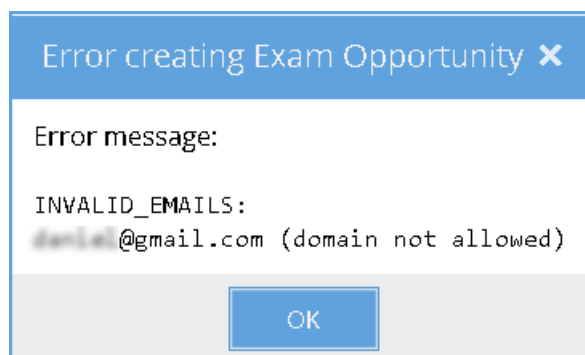 Error creating Exam Opportunity ×
Error message:
INVALID_EMAILS:
@gmail.com (domain not allowed)
OK